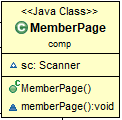 <<Java Class>>
MemberPage
comp
sc: Scanner
MemberPage()
memberPage():void